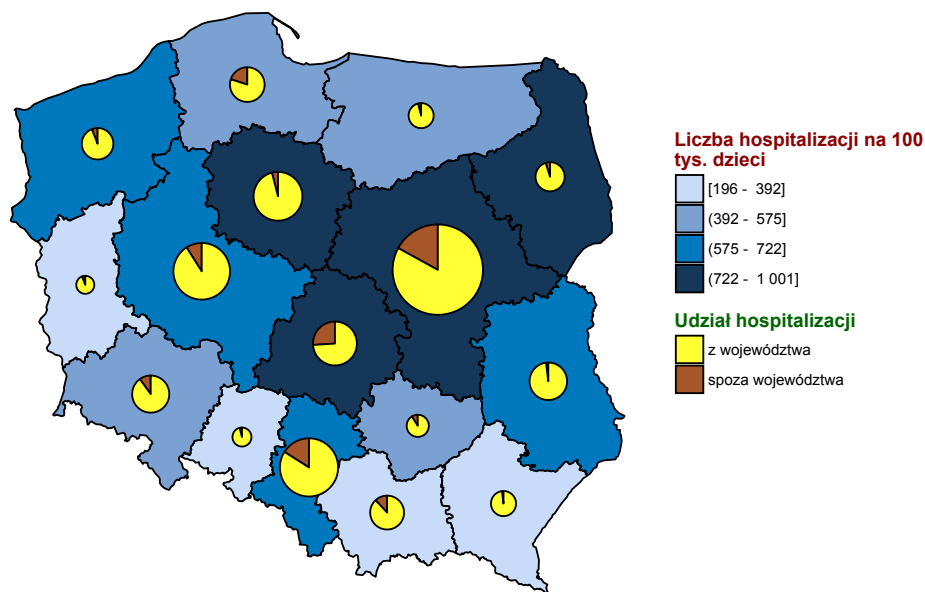 Liczba hospitalizacji na 100
tys. dzieci
[196 - 392]
(392 - 575]
(575 - 722]
(722 - 1 001]
Udział hospitalizacji
z województwa
spoza województwa